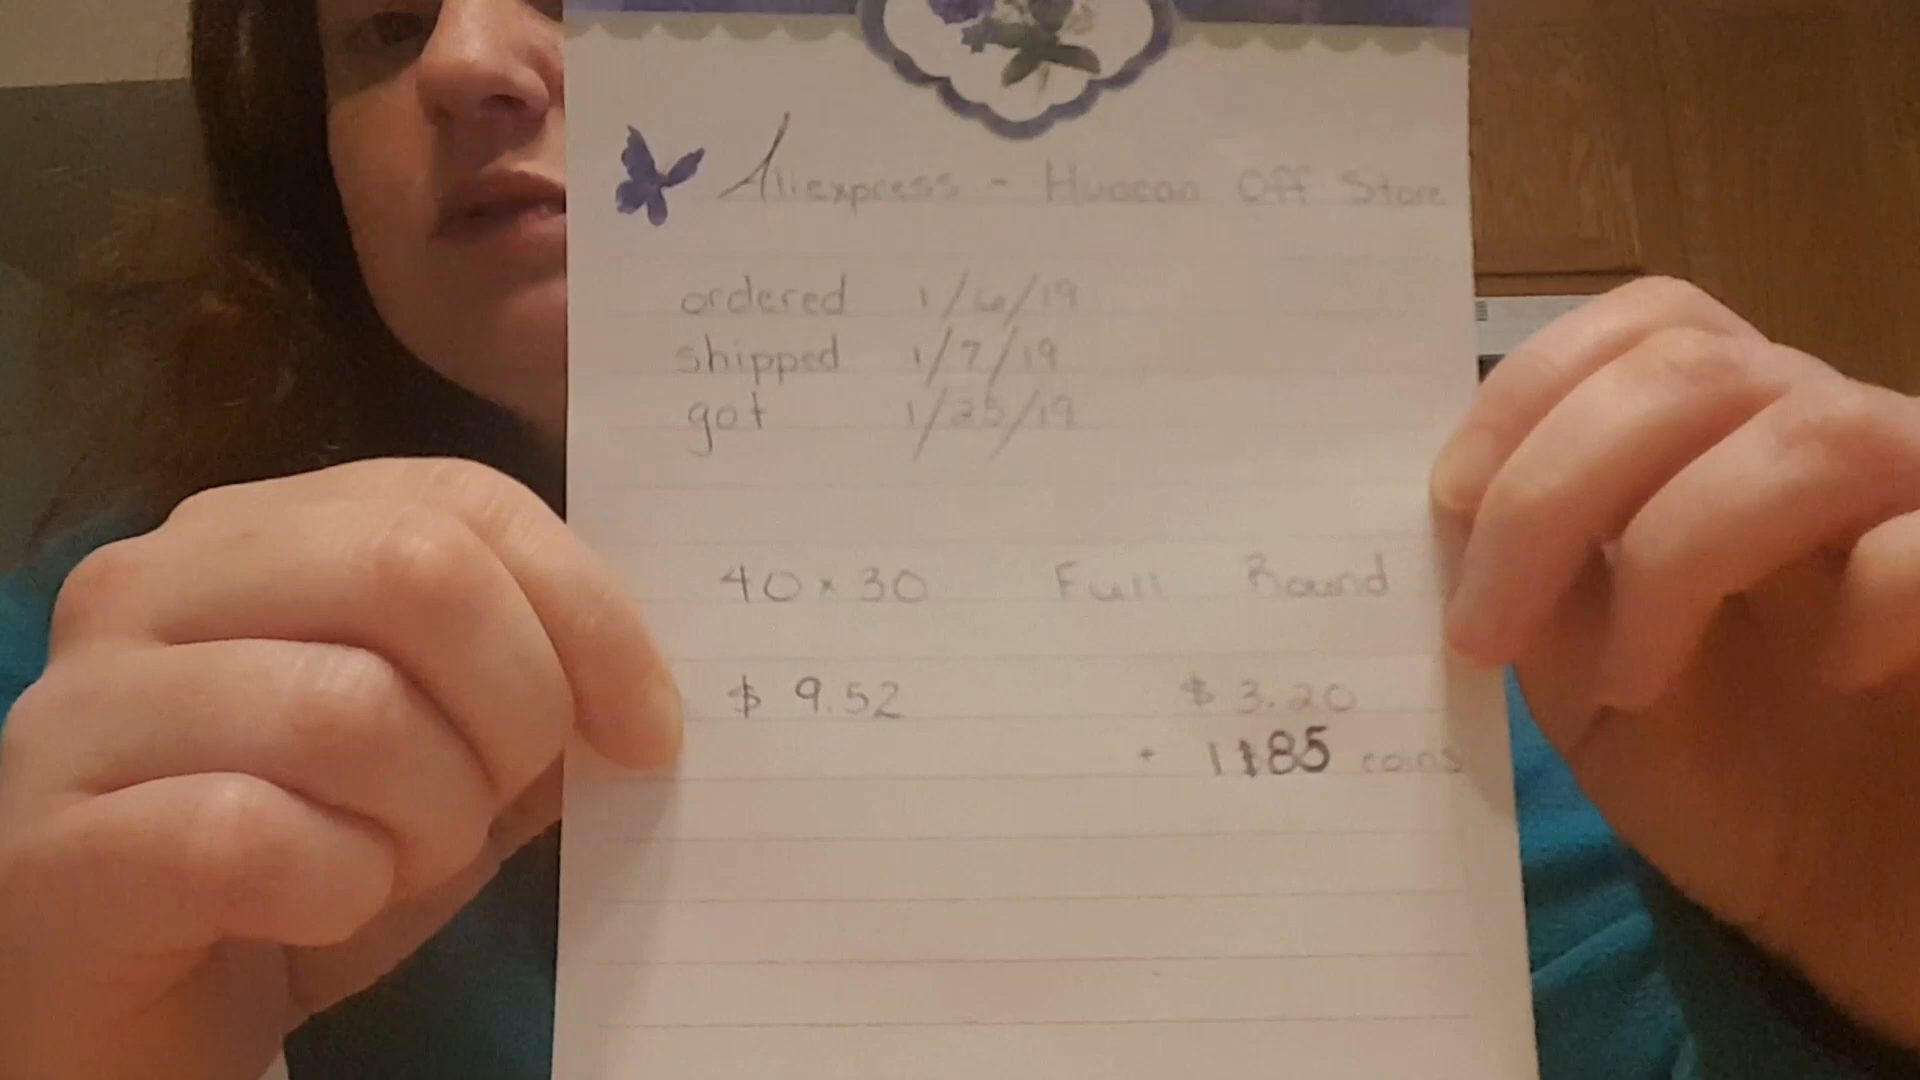 Aliexpress - Huacan Off Store
ordered 1/6/19
shipped 1/7/19
got 1/25/19
40 x 30 Full Round
$ 9.52 $ 3.20
- 1185 coins